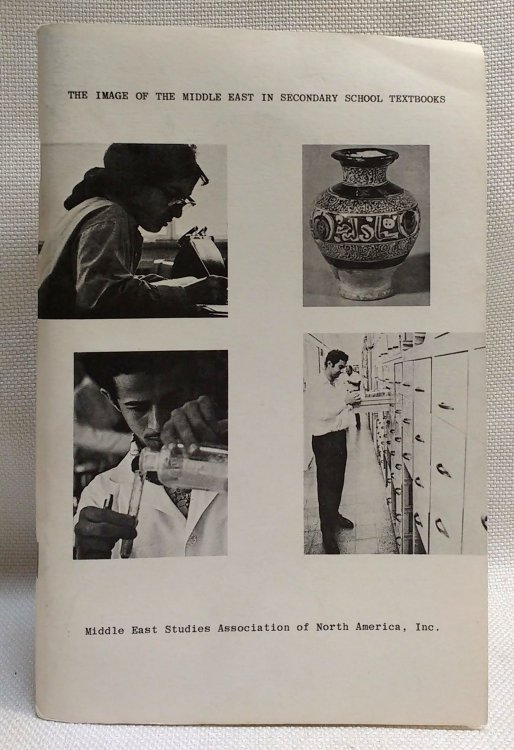 THE IMAGE OF THE MIDDLE EAST IN SECONDARY SCHOOL TEXTBOOKS
Middle East Studies Association of North America, Inc.